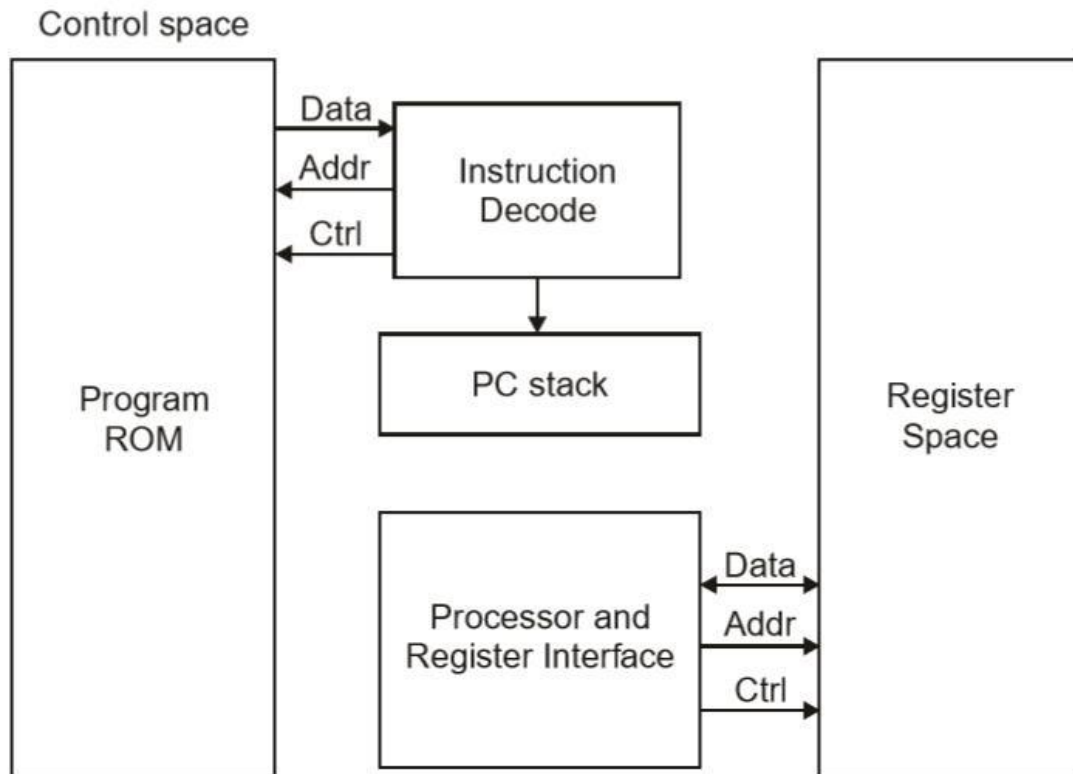 Control space
Data
Addr
Ctrl
Instruction
Decode
PC stack
Program
ROM
Register
Space
Processor and
Register Interface
Data
Addr
Ctrl